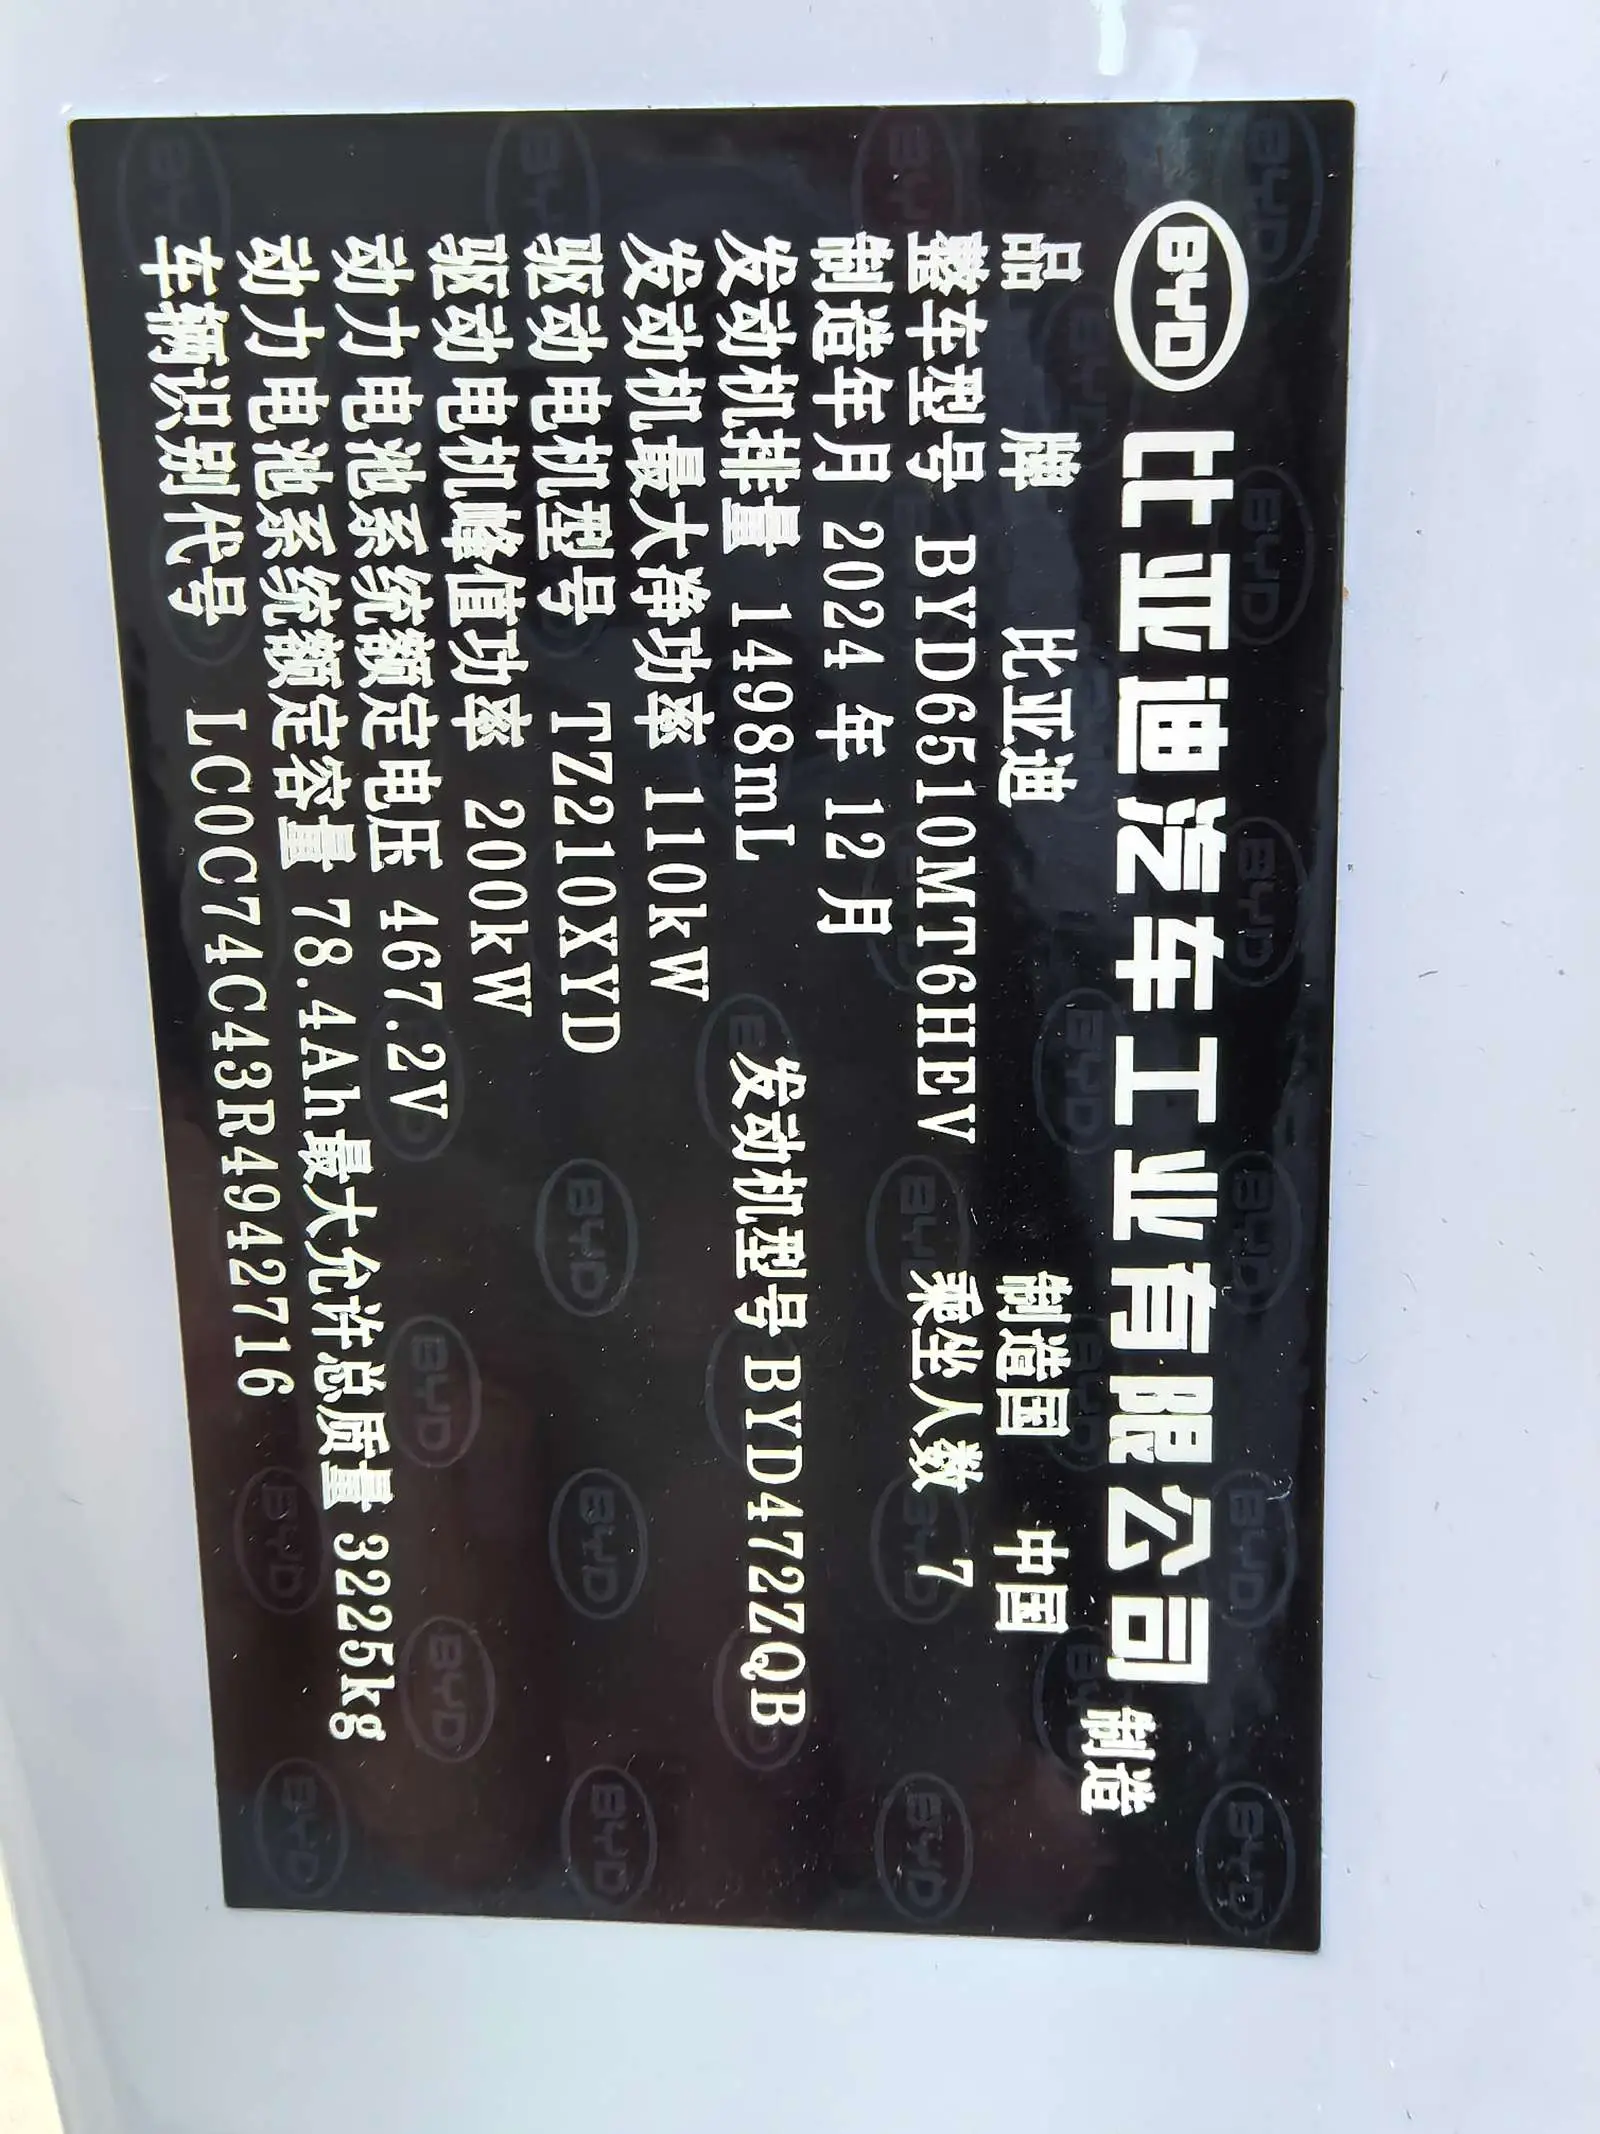 BYD 比亚迪汽车工业有限公司 制造
品牌 比亚迪 制造国 中国
整车型号 BYD6510MT6HEV 乘坐人数 7
制造年月 2024 年 12 月
发动机排量 1498mL 发动机型号 BYD472ZQB
发动机最大净功率 110kW
驱动电机型号 TZ210XYD
驱动电机峰值功率 200kW
动力电池系统额定电压 467.2V
动力电池系统额定容量 78.4Ah 最大允许总质量 3225kg
车辆识别代号 LC0C74C43R4942716